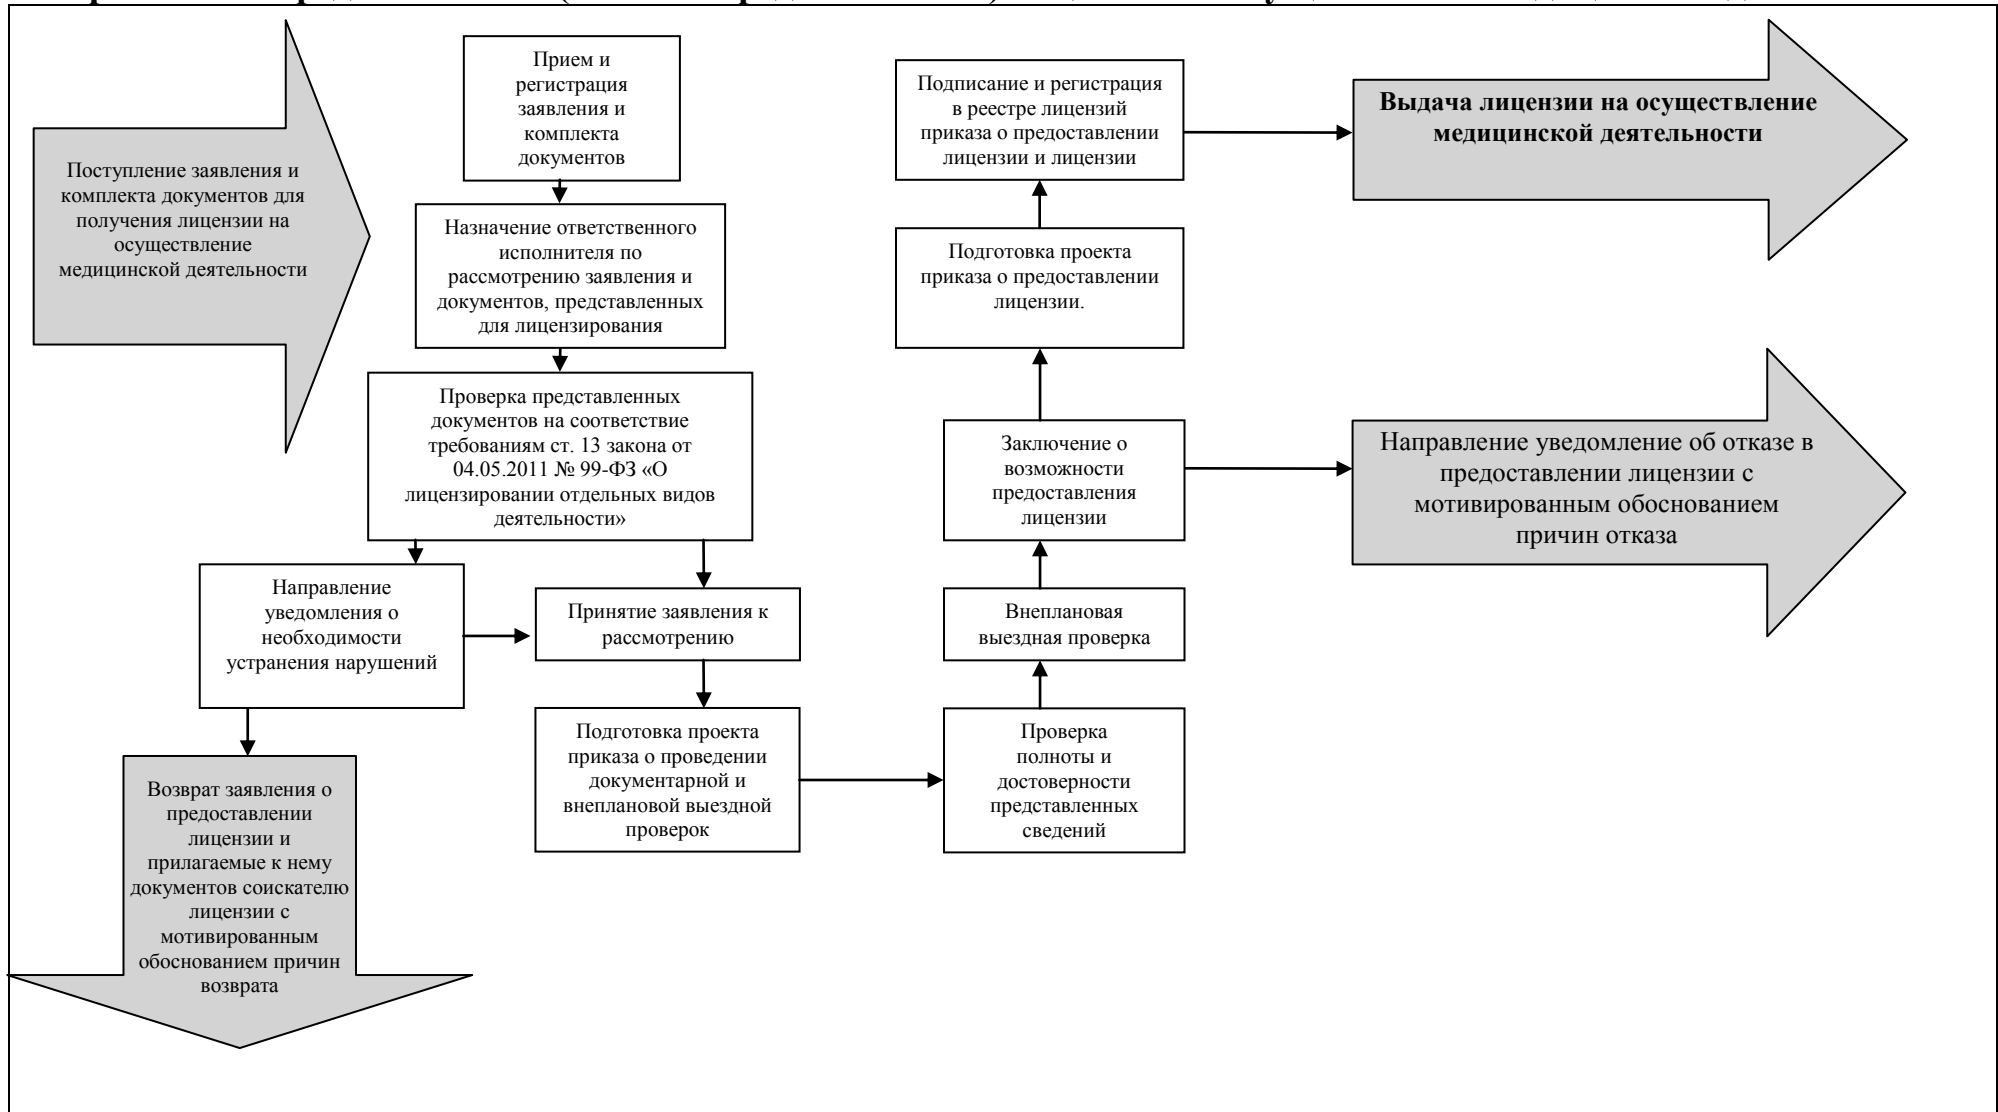 Поступление заявления и
комплекта документов для
получения лицензии на
осуществление
медицинской деятельности
Прием и
регистрация
заявления и
комплекта
документов
Назначение ответственного
исполнителя по
рассмотрению заявления и
документов, представленных
для лицензирования
Проверка представленных
документов на соответствие
требованиям ст. 13 закона от
04.05.2011 № 99-ФЗ «О
лицензировании отдельных видов
деятельности»
Направление
уведомления о
необходимости
устранения нарушений
Принятие заявления к
рассмотрению
Возврат заявления о
предоставлении
лицензии и
прилагаемые к нему
документов соискателю
лицензии с
мотивированным
обоснованием причин
возврата
Подготовка проекта
приказа о проведении
документарной и
внеплановой выездной
проверок
Проверка
полноты и
достоверности
представленных
сведений
Внеплановая
выездная проверка
Заключение о
возможности
предоставления
лицензии
Подготовка проекта
приказа о предоставлении
лицензии.
Подписание и регистрация
в реестре лицензий
приказа о предоставлении
лицензии и лицензии
Выдача лицензии на осуществление
медицинской деятельности
Направление уведомление об отказе в
предоставлении лицензии с
мотивированным обоснованием
причин отказа